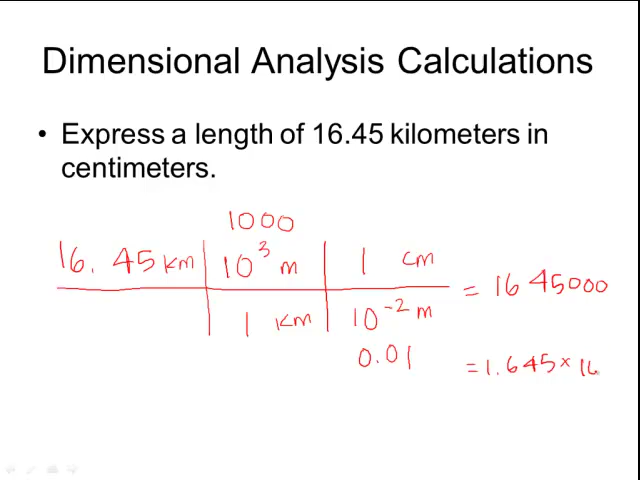 Dimensional Analysis Calculations
• Express a length of 16.45 kilometers in
centimeters.
1000
16.45 km | 10³ m | 1 cm
= 1645000
1 km | 10⁻² m
0.01
= 1.645 × 10